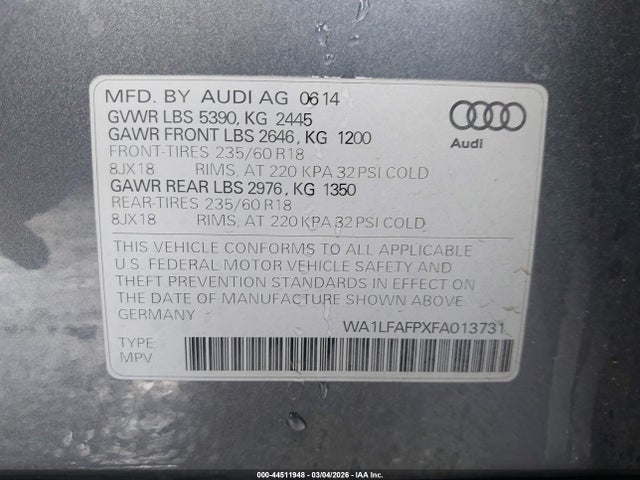 MFD. BY AUDI AG 0614
GVWR LBS 5390, KG 2445
GAWR FRONT LBS 2646, KG 1200
FRONT-TIRES 235/60 R18
8JX18 RIMS, AT 220 KPA 32 PSI COLD
GAWR REAR LBS 2976, KG 1350
REAR-TIRES 235/60 R18
8JX18 RIMS, AT 220 KPA 32 PSI COLD
Audi
THIS VEHICLE CONFORMS TO ALL APPLICABLE
U.S. FEDERAL MOTOR VEHICLE SAFETY AND
THEFT PREVENTION STANDARDS IN EFFECT ON
THE DATE OF MANUFACTURE SHOWN ABOVE
GERMANY
WA1LFAFPXFA013731
TYPE
MPV
000-44511948 - 03/04/2026 - IAA Inc.